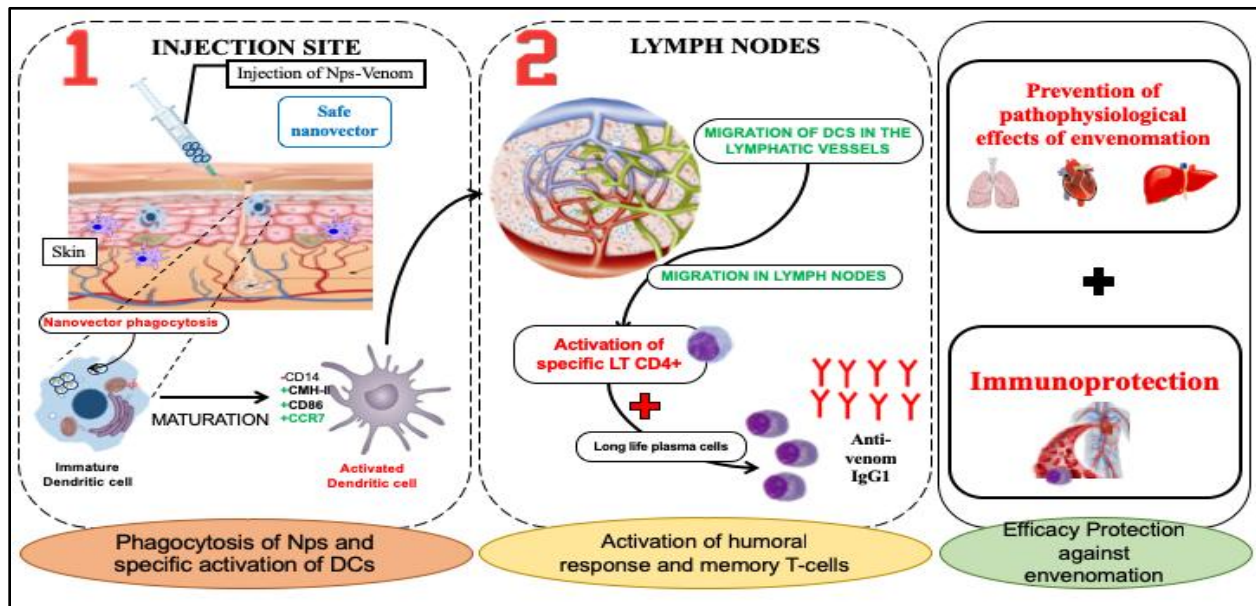 1
INJECTION SITE
Injection of Nps-Venom
Safe
nanovector
Skin
Nanovector phagocytosis
MATURATION
-CD14
+CMH-II
+CD86
+CCR7
Immature
Dendritic cell
Activated
Dendritic cell
Phagocytosis of Nps and
specific activation of DCs
2
LYMPH NODES
MIGRATION OF DCS IN THE
LYMPHATIC VESSELS
MIGRATION IN LYMPH NODES
Activation of
specific LT CD4+
Long life plasma cells
Anti-
venom
IgG1
Activation of humoral
response and memory T-cells
Prevention of
pathophysiological
effects of envenomation
Immunoprotection
Efficacy Protection
against
envenomation